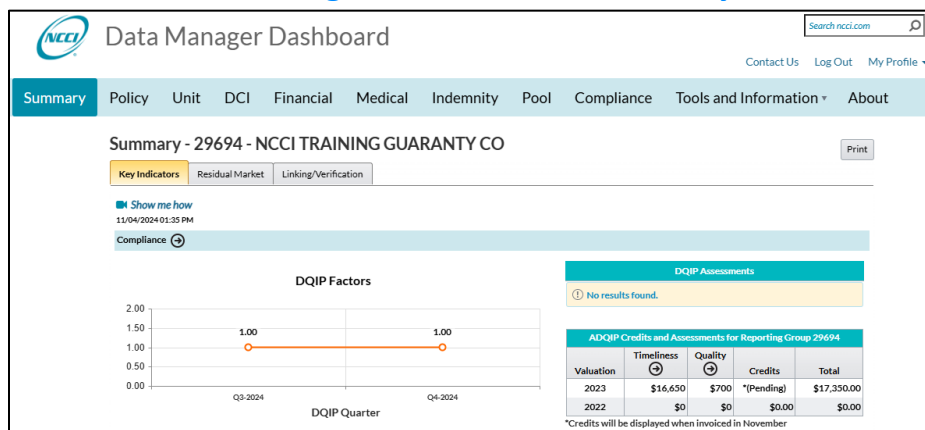 NCCI
Data Manager Dashboard
Search ncci.com
Contact Us Log Out My Profile
Summary Policy Unit DCI Financial Medical Indemnity Pool Compliance Tools and Information About
Summary - 29694 - NCCI TRAINING GUARANTY CO
Print
Key Indicators Residual Market Linking/Verification
Show me how
11/04/2024 01:35 PM
Compliance
DQIP Factors
2.00
1.50
1.00
0.50
0.00
1.00 1.00
Q3-2024 Q4-2024
DQIP Quarter
DQIP Assessments
No results found.
ADQIP Credits and Assessments for Reporting Group 29694
Valuation Timeliness Quality Credits Total
2023 $16,650 $700 *(Pending) $17,350.00
2022 $0 $0 $0.00 $0.00
*Credits will be displayed when invoiced in November